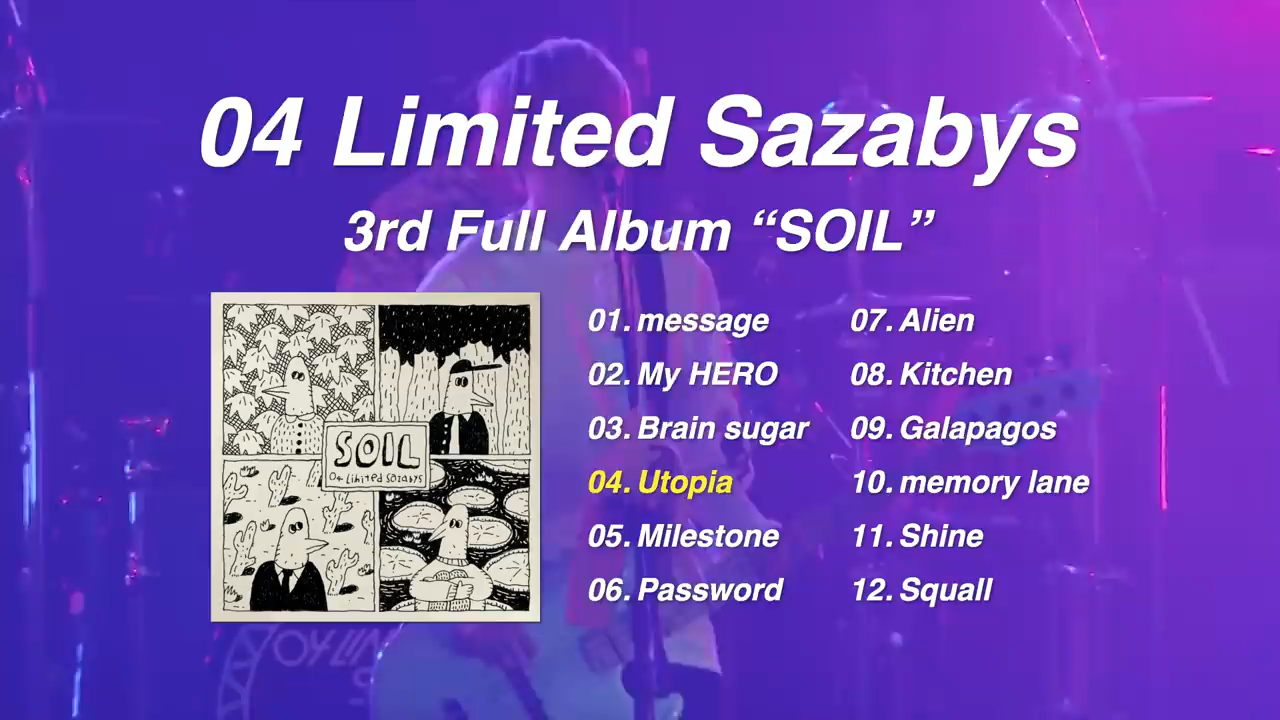 04 Limited Sazabys
3rd Full Album “SOIL”
SOIL
04 Limited Sazabys
01. message
02. My HERO
03. Brain sugar
04. Utopia
05. Milestone
06. Password
07. Alien
08. Kitchen
09. Galapagos
10. memory lane
11. Shine
12. Squall